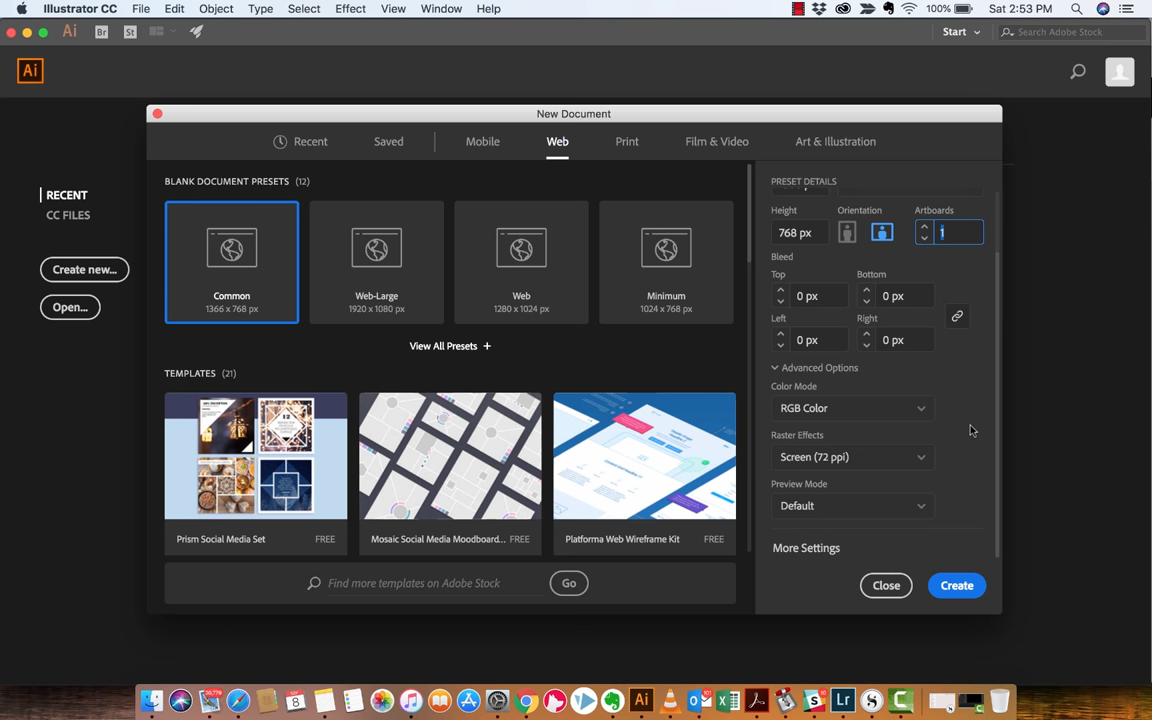 Illustrator CC File Edit Object Type Select Effect View Window Help 100% Sat 2:53 PM
Ai Br St Start Search Adobe Stock
Ai
New Document
Recent Saved Mobile Web Print Film & Video Art & Illustration
RECENT
CC FILES
Create new...
Open...
BLANK DOCUMENT PRESETS (12)
Common
1366 x 768 px
Web-Large
1920 x 1080 px
Web
1280 x 1024 px
Minimum
1024 x 768 px
View All Presets +
TEMPLATES (21)
Prism Social Media Set FREE
Mosaic Social Media Moodboard... FREE
Platforma Web Wireframe Kit FREE
Find more templates on Adobe Stock Go
PRESET DETAILS
Height Orientation Artboards
768 px 1
Bleed
Top Bottom
0 px 0 px
Left Right
0 px 0 px
Advanced Options
Color Mode
RGB Color
Raster Effects
Screen (72 ppi)
Preview Mode
Default
More Settings
Close Create
Ai Lr